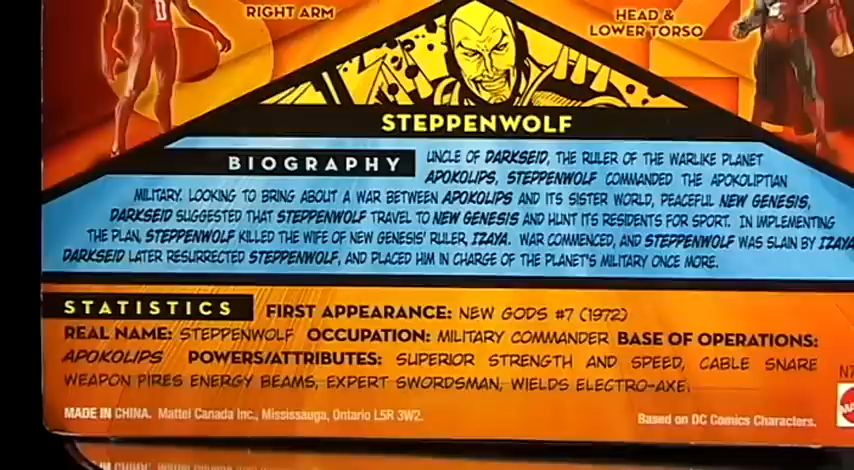 RIGHT ARM
HEAD &
LOWER TORSO
STEPPENWOLF
BIOGRAPHY
UNCLE OF DARKSEID, THE RULER OF THE WARLIKE PLANET
APOKOLIPS, STEPPENWOLF COMMANDED THE APOKOLIPTIAN
MILITARY. LOOKING TO BRING ABOUT A WAR BETWEEN APOKOLIPS AND ITS SISTER WORLD, PEACEFUL NEW GENESIS,
DARKSEID SUGGESTED THAT STEPPENWOLF TRAVEL TO NEW GENESIS AND HUNT ITS RESIDENTS FOR SPORT. IN IMPLEMENTING
THE PLAN, STEPPENWOLF KILLED THE WIFE OF NEW GENESIS' RULER, IZAYA. WAR COMMENCED, AND STEPPENWOLF WAS SLAIN BY IZAYA
DARKSEID LATER RESURRECTED STEPPENWOLF, AND PLACED HIM IN CHARGE OF THE PLANET'S MILITARY ONCE MORE.
STATISTICS FIRST APPEARANCE: NEW GODS #7 (1972)
REAL NAME: STEPPENWOLF OCCUPATION: MILITARY COMMANDER BASE OF OPERATIONS:
APOKOLIPS POWERS/ATTRIBUTES: SUPERIOR STRENGTH AND SPEED, CABLE SNARE
WEAPON FIRES ENERGY BEAMS, EXPERT SWORDSMAN, WIELDS ELECTRO-AXE.
MADE IN CHINA. Mattel Canada Inc., Mississauga, Ontario L5R 3W2.
Based on DC Comics Characters.